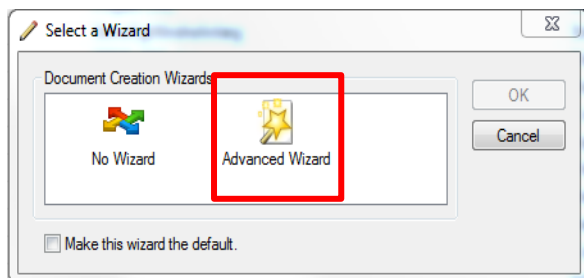 Select a Wizard
Document Creation Wizards
OK
No Wizard
Advanced Wizard
Cancel
Make this wizard the default.